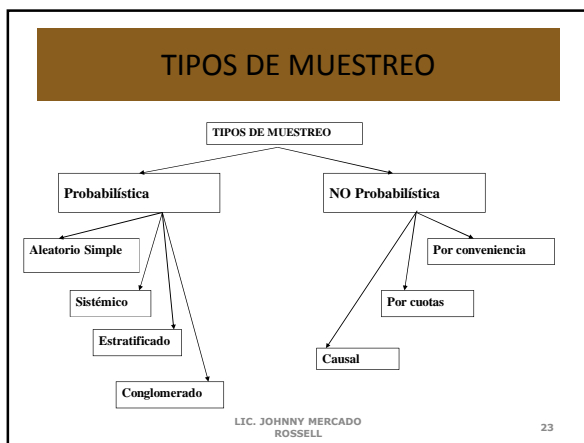 TIPOS DE MUESTREO
TIPOS DE MUESTREO
Probabilística
NO Probabilística
Aleatorio Simple
Por conveniencia
Sistémico
Por cuotas
Estratificado
Causal
Conglomerado
LIC. JOHNNY MERCADO
ROSSELL
23